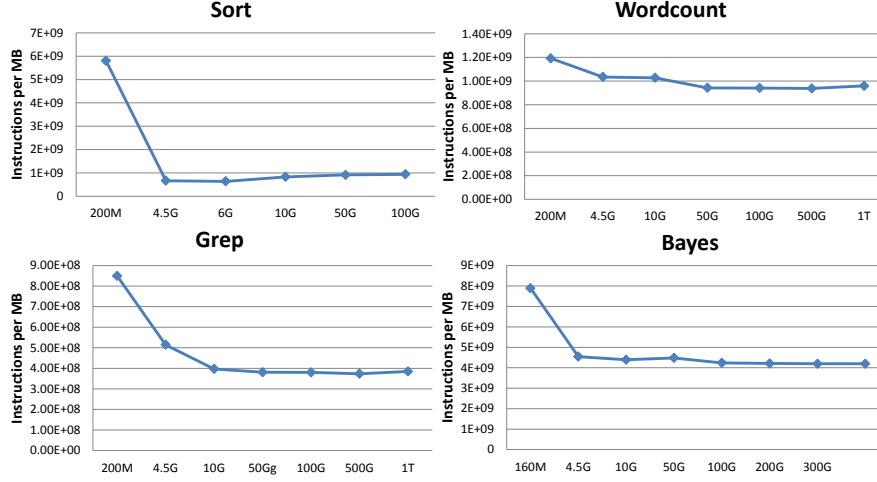 Sort
Instructions per MB
7E+09
6E+09
5E+09
4E+09
3E+09
2E+09
1E+09
0
200M 4.5G 6G 10G 50G 100G
Wordcount
Instructions per MB
1.40E+09
1.20E+09
1.00E+09
8.00E+08
6.00E+08
4.00E+08
2.00E+08
0.00E+00
200M 4.5G 10G 50G 100G 500G 1T
Grep
Instructions per MB
9.00E+08
8.00E+08
7.00E+08
6.00E+08
5.00E+08
4.00E+08
3.00E+08
2.00E+08
1.00E+08
0.00E+00
200M 4.5G 10G 50Gg 100G 500G 1T
Bayes
Instructions per MB
9E+09
8E+09
7E+09
6E+09
5E+09
4E+09
3E+09
2E+09
1E+09
0
160M 4.5G 10G 50G 100G 200G 300G